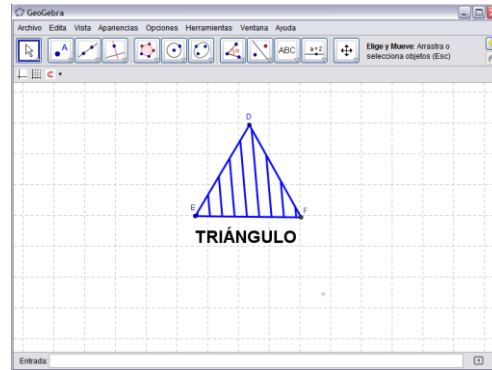 GeoGebra
Archivo Edita Vista Apariencias Opciones Herramientas Ventana Ayuda
A
ABC
a=2
Elige y Mueve: Arrastra o
selecciona objetos (Esc)
D
E
F
TRIÁNGULO
Entrada: